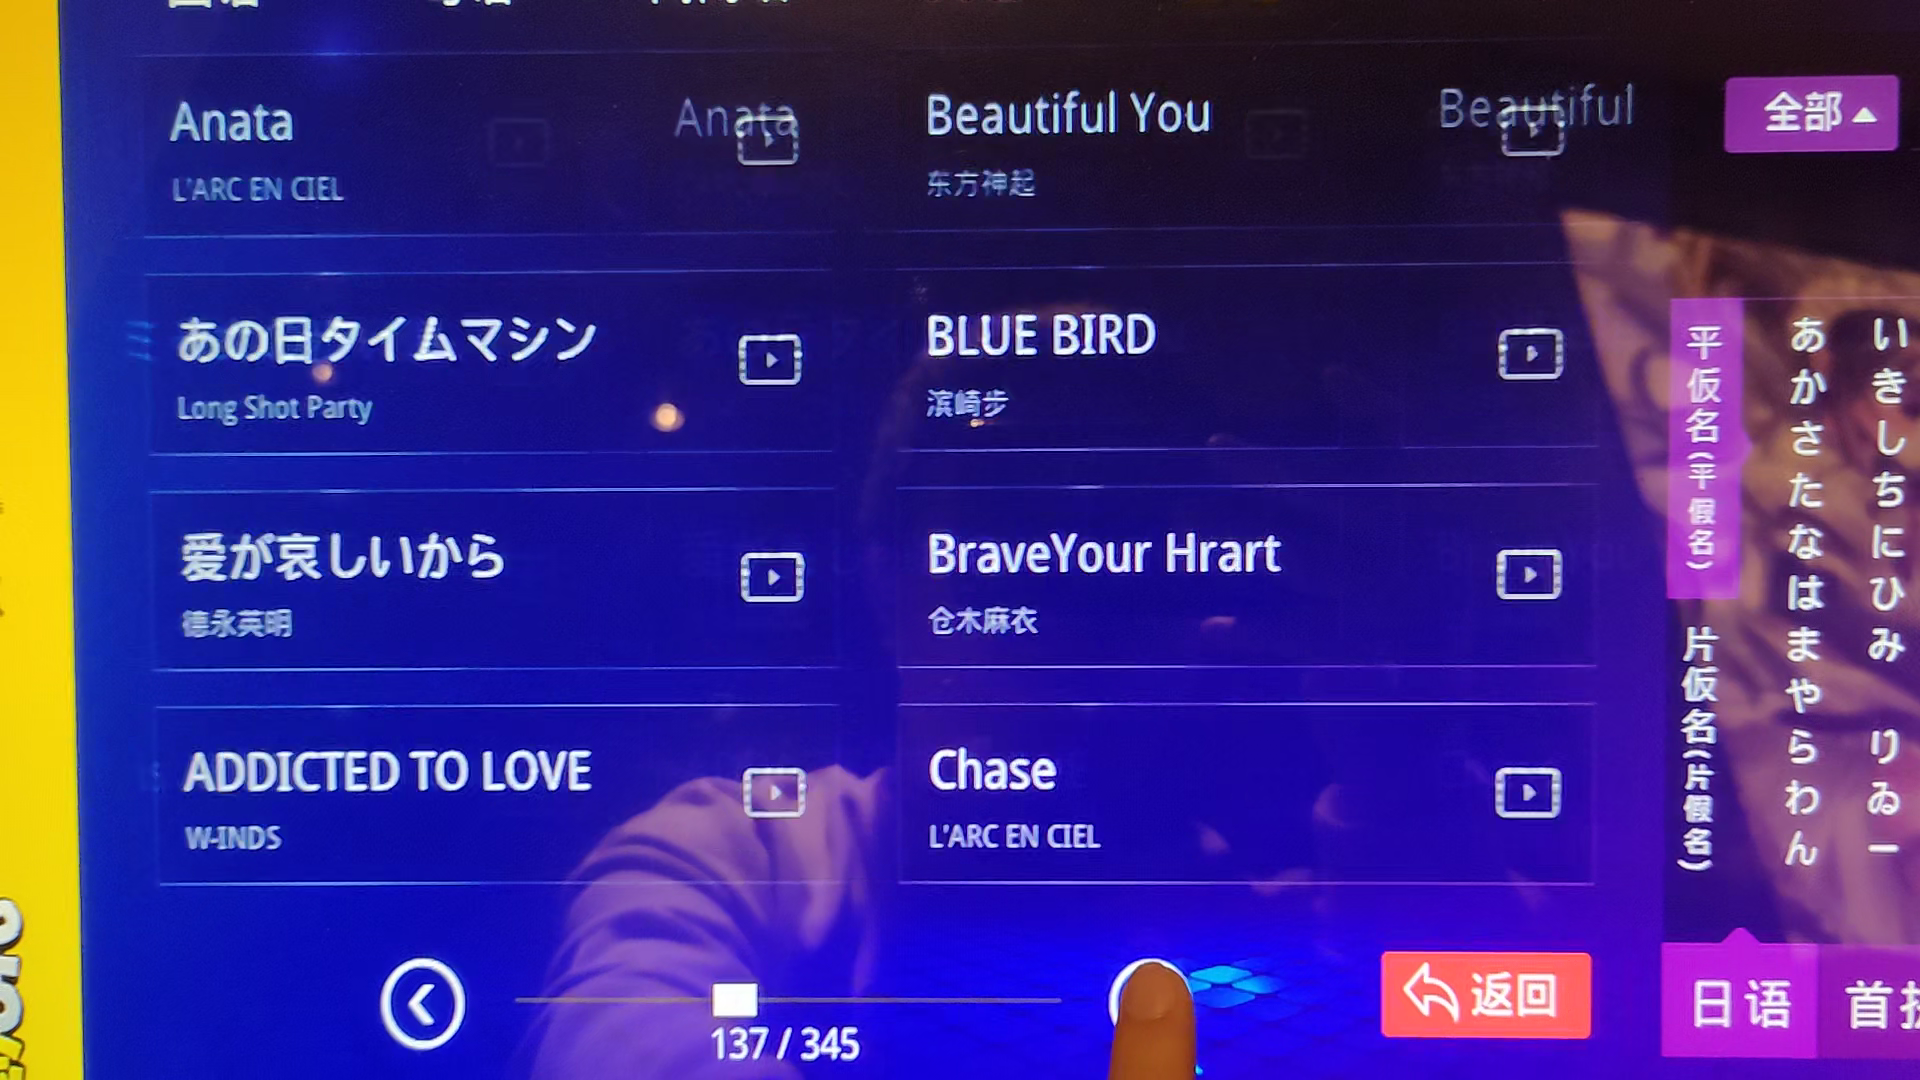 Anata
Anata
L'ARC EN CIEL
Beautiful You
Beautiful
东方神起
全部
あの日タイムマシン
Long Shot Party
BLUE BIRD
滨崎步
爱が哀しいから
德永英明
BraveYour Hrart
仓木麻衣
ADDICTED TO LOVE
W-INDS
Chase
L'ARC EN CIEL
137 / 345
返回
平仮名(平假名)
片仮名(片假名)
あかさたなはまやらわん
いきしちにひみ りゐー
日语
首